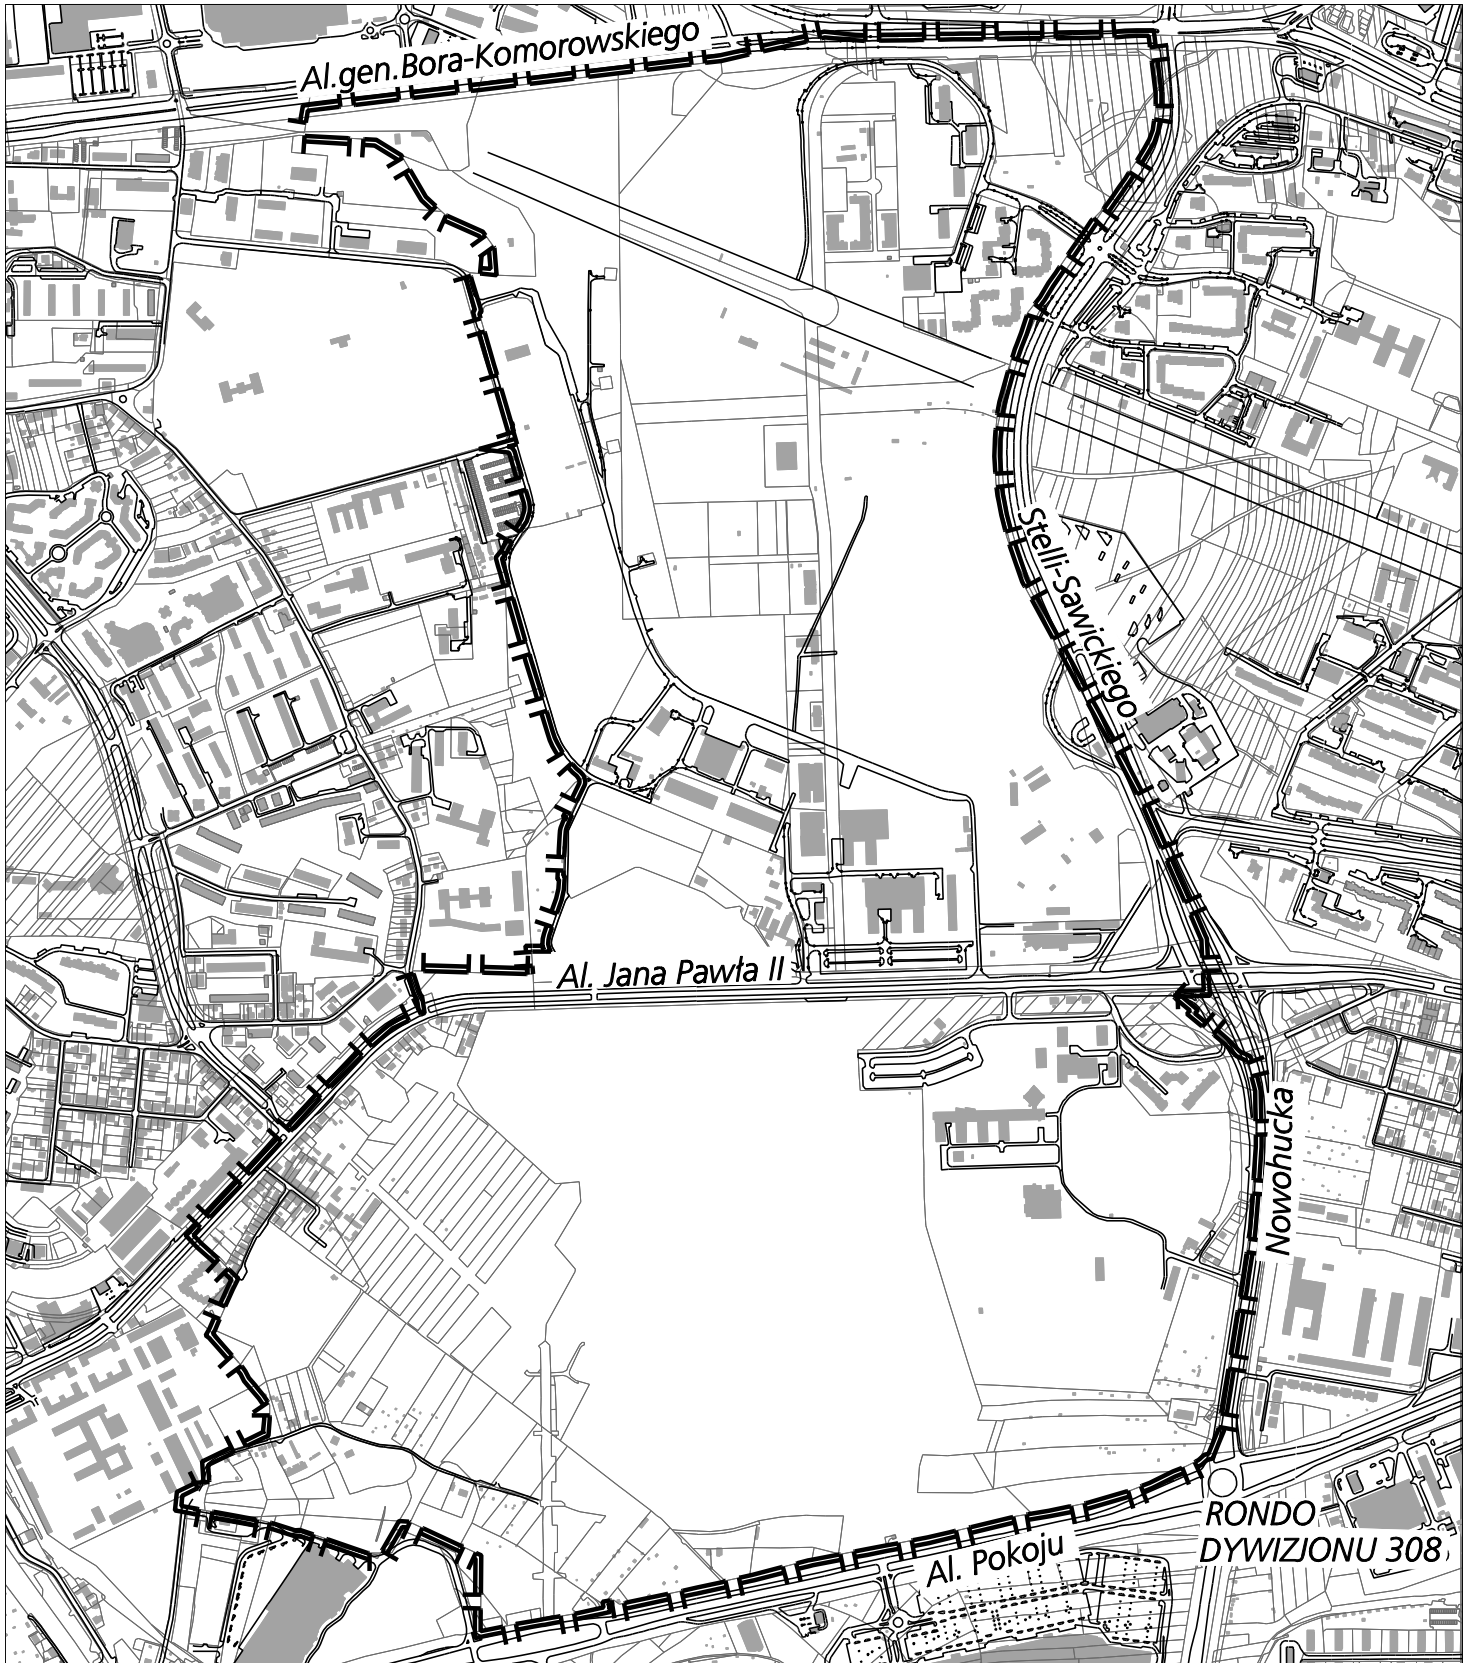 Al.gen.Bora-Komorowskiego
Stelli-Sawickiego
Al. Jana Pawła II
Nowohucka
RONDO
DYWIZJONU 308
Al. Pokoju